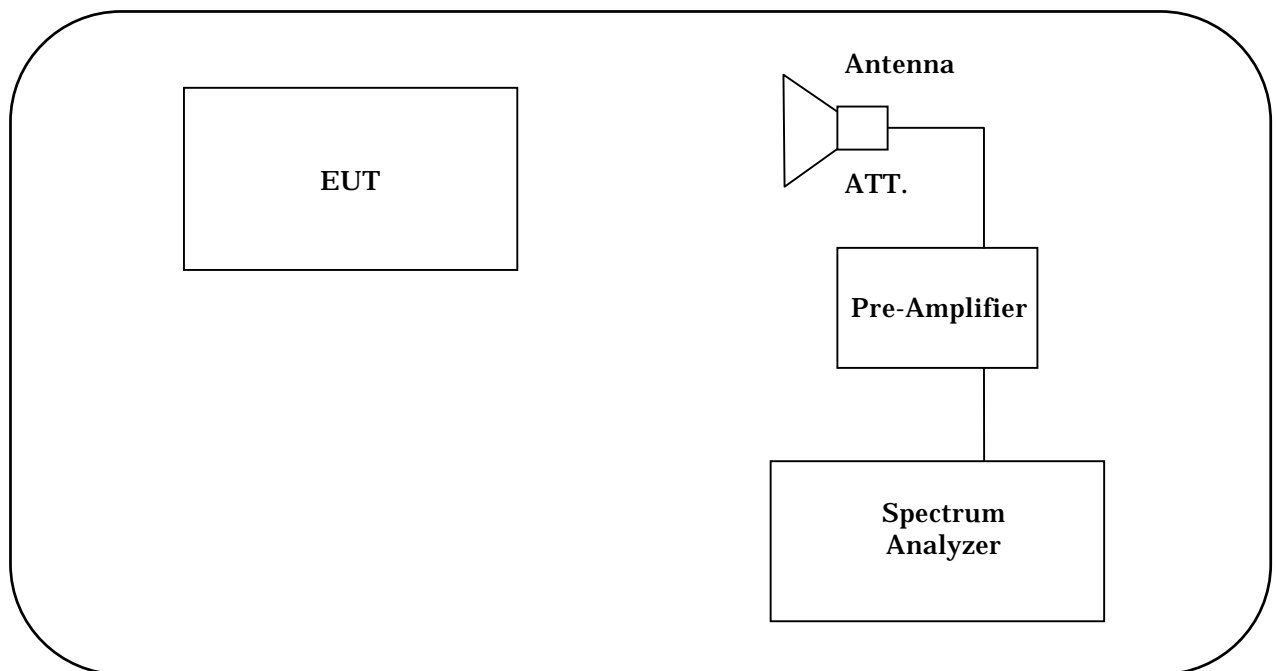 Antenna
EUT
ATT.
Pre-Amplifier
Spectrum
Analyzer